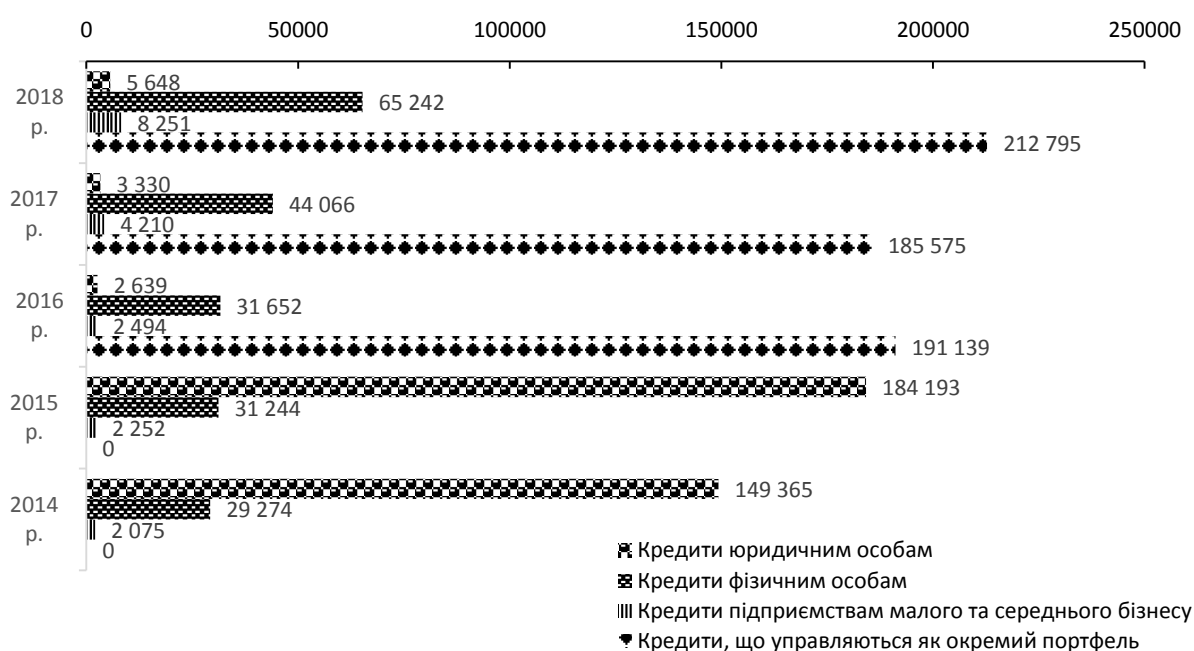 0 50000 100000 150000 200000 250000
2018
р.
5 648
65 242
8 251
212 795
2017
р.
3 330
44 066
4 210
185 575
2016
р.
2 639
31 652
2 494
191 139
2015
р.
184 193
31 244
2 252
0
2014
р.
149 365
29 274
2 075
0
Кредити юридичним особам
Кредити фізичним особам
Кредити підприємствам малого та середнього бізнесу
Кредити, що управляються як окремий портфель